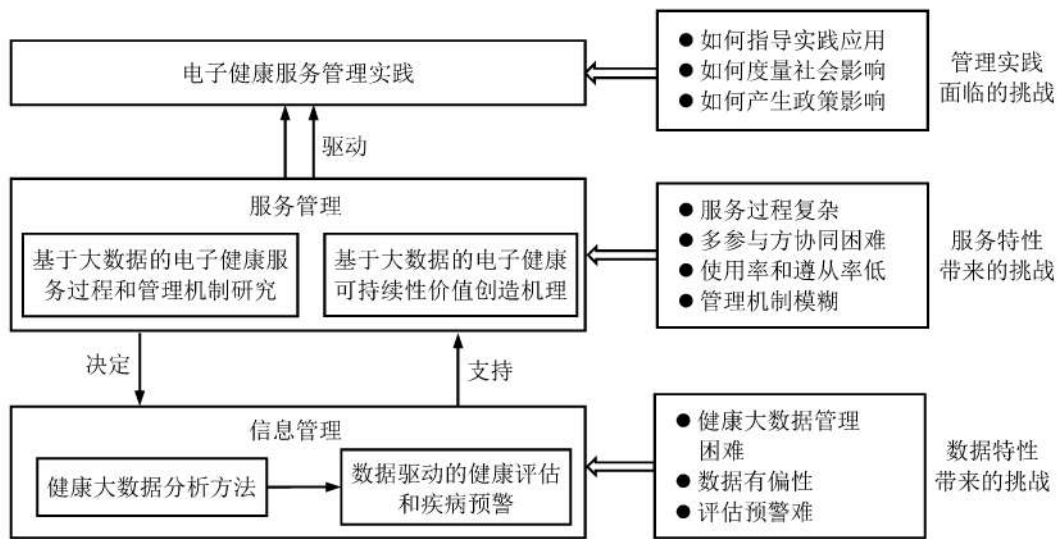 电子健康服务管理实践
● 如何指导实践应用
● 如何度量社会影响
● 如何产生政策影响
管理实践
面临的挑战
驱动
服务管理
基于大数据的电子健康服
务过程和管理机制研究
基于大数据的电子健康
可持续性价值创造机理
● 服务过程复杂
● 多参与方协同困难
● 使用率和遵从率低
● 管理机制模糊
服务特性
带来的挑战
决定
支持
信息管理
健康大数据分析方法
数据驱动的健康评估
和疾病预警
● 健康大数据管理
困难
● 数据有偏性
● 评估预警难
数据特性
带来的挑战